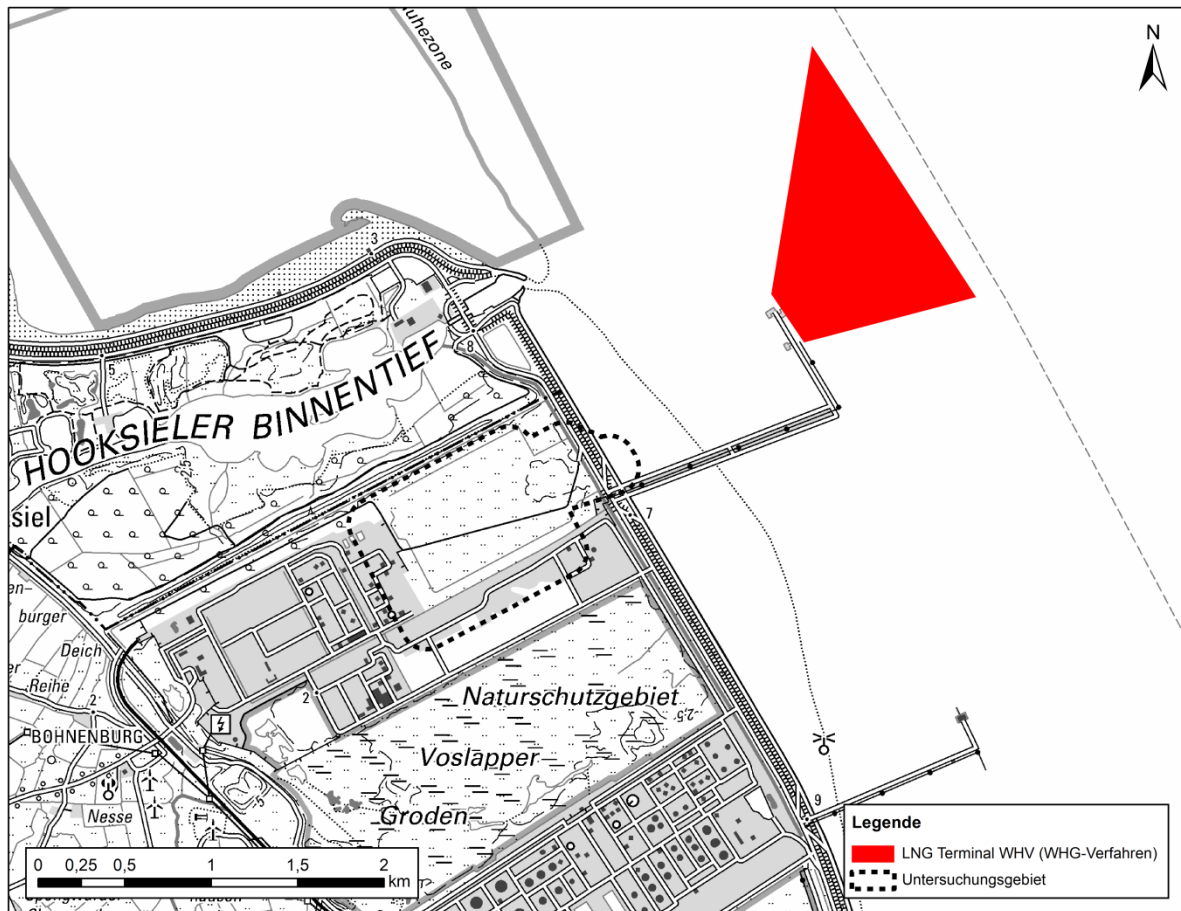 uhezone
N
3
8
5
HOOKSIELER BINNENTIEF
2,5
siel
7
en-
burger
Deich
er
Reihe
2
BOHNENBURG
2
Naturschutzgebiet
2,5
Voslapper
Groden
Nesse
5
9
0 0,25 0,5 1 1,5 2
km
Legende
LNG Terminal WHV (WHG-Verfahren)
Untersuchungsgebiet